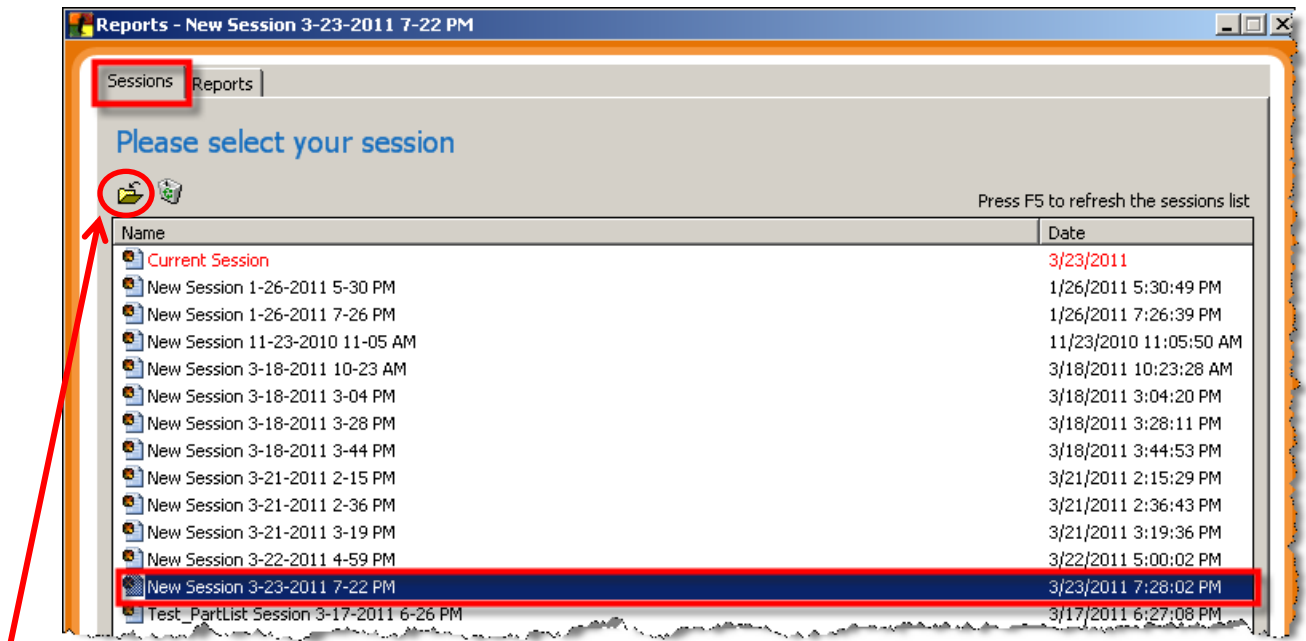 Reports - New Session 3-23-2011 7-22 PM
Sessions Reports
Please select your session
Press F5 to refresh the sessions list
Name Date
Current Session 3/23/2011
New Session 1-26-2011 5-30 PM 1/26/2011 5:30:49 PM
New Session 1-26-2011 7-26 PM 1/26/2011 7:26:39 PM
New Session 11-23-2010 11-05 AM 11/23/2010 11:05:50 AM
New Session 3-18-2011 10-23 AM 3/18/2011 10:23:28 AM
New Session 3-18-2011 3-04 PM 3/18/2011 3:04:20 PM
New Session 3-18-2011 3-28 PM 3/18/2011 3:28:11 PM
New Session 3-18-2011 3-44 PM 3/18/2011 3:44:53 PM
New Session 3-21-2011 2-15 PM 3/21/2011 2:15:29 PM
New Session 3-21-2011 2-36 PM 3/21/2011 2:36:43 PM
New Session 3-21-2011 3-19 PM 3/21/2011 3:19:36 PM
New Session 3-22-2011 4-59 PM 3/22/2011 5:00:02 PM
New Session 3-23-2011 7-22 PM 3/23/2011 7:28:02 PM
Test_PartList Session 3-17-2011 6-26 PM 3/17/2011 6:27:08 PM